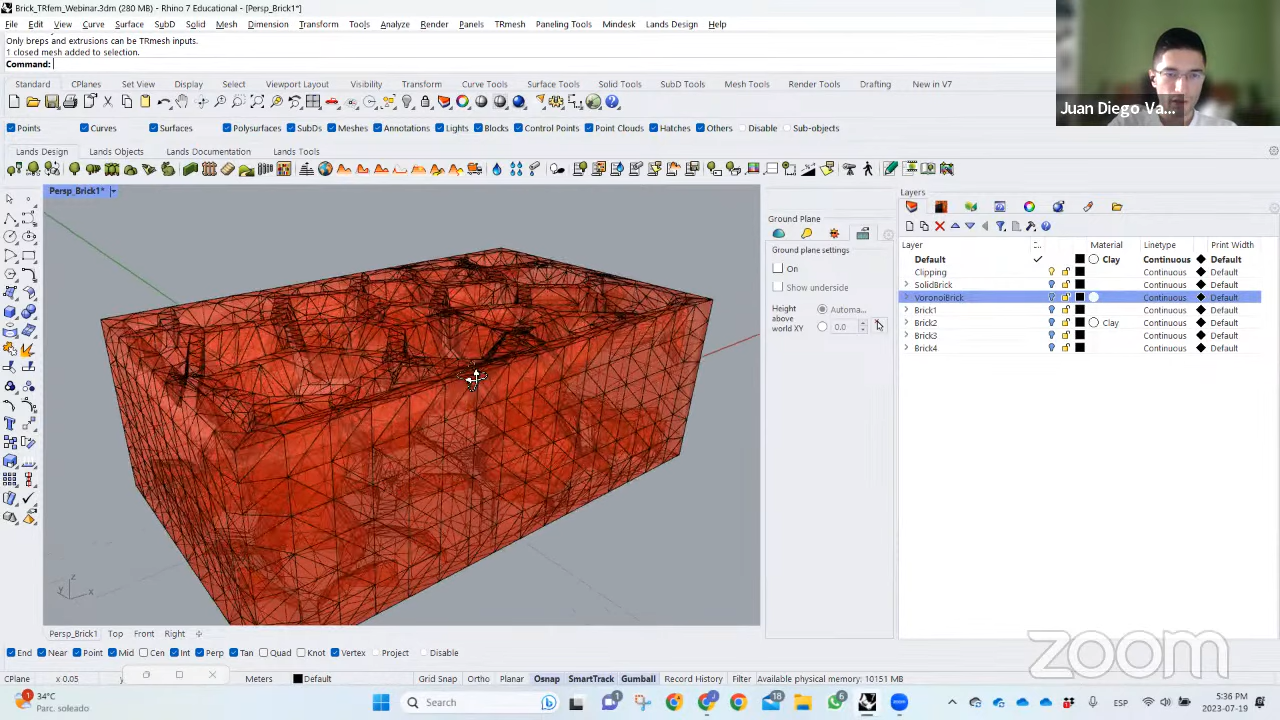 Brick_TRfem_Webinar.3dm (280 MB) - Rhino 7 Educational - [Persp_Brick1*]
File Edit View Curve Surface SubD Solid Mesh Dimension Transform Tools Analyze Render Panels TRmesh Paneling Tools Mindesk Lands Design Help
Only breps and extrusions can be TRmesh inputs.
1 closed mesh added to selection.
Command:
Juan Diego Va...
Standard CPlanes Set View Display Select Viewport Layout Visibility Transform Curve Tools Surface Tools Solid Tools SubD Tools Mesh Tools Render Tools Drafting New in V7
Points Curves Surfaces Polysurfaces SubDs Meshes Annotations Lights Blocks Control Points Point Clouds Hatches Others Disable Sub-objects
Lands Design Lands Objects Lands Documentation Lands Tools
Persp_Brick1*
Ground Plane
Ground plane settings
On
Show underside
Height above world XY
Automa...
0.0
Layers
Layer Material Linetype Print Width
Default Clay Continuous Default
Clipping Continuous Default
SolidBrick Continuous Default
VoronoiBrick Continuous Default
Brick1 Continuous Default
Brick2 Clay Continuous Default
Brick3 Continuous Default
Brick4 Continuous Default
z
y x
Persp_Brick1 Top Front Right
End Near Point Mid Cen Int Perp Tan Quad Knot Vertex Project Disable
CPlane x 0.05 y Meters Default Grid Snap Ortho Planar Osnap SmartTrack Gumball Record History Filter Available physical memory: 10151 MB
zoom
1
34°C
Parc. soleado
Search
1
18
6
ESP
5:36 PM
2023-07-19